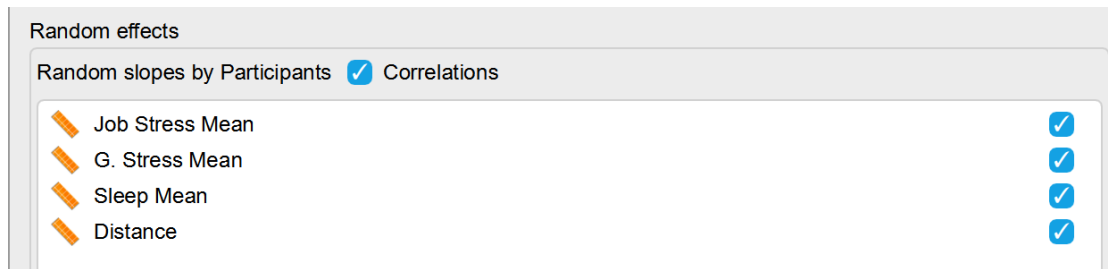 Random effects
Random slopes by Participants Correlations
Job Stress Mean
G. Stress Mean
Sleep Mean
Distance